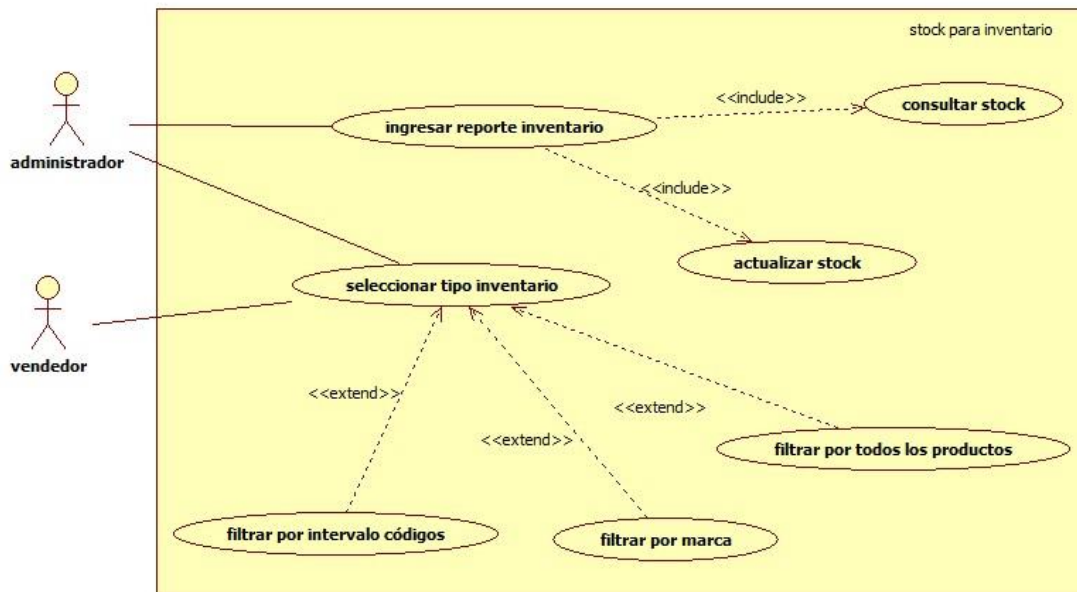 stock para inventario
<<include>>
consultar stock
ingresar reporte inventario
administrador
<<include>>
actualizar stock
seleccionar tipo inventario
vendedor
<<extend>>
<<extend>>
<<extend>>
filtrar por todos los productos
filtrar por intervalo códigos
filtrar por marca